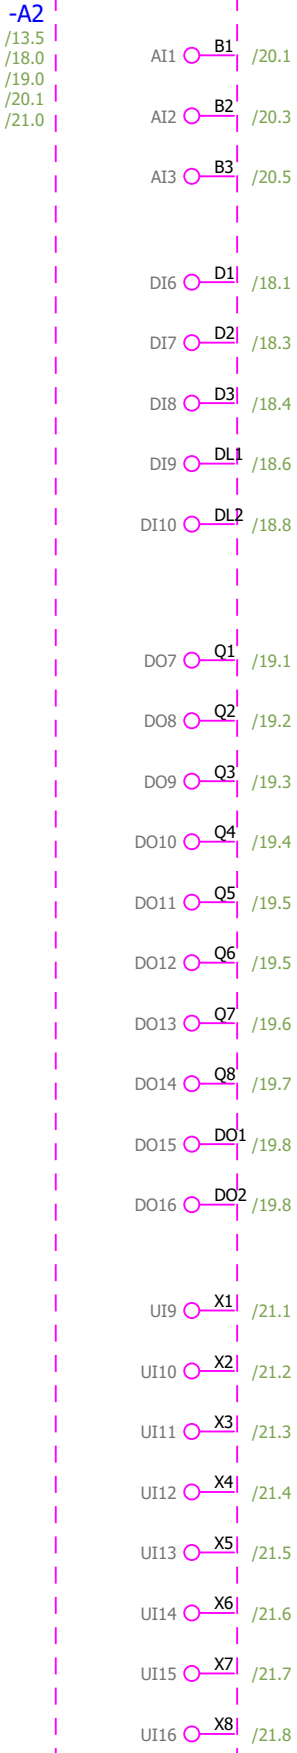 -A2
/13.5
/18.0
/19.0
/20.1
/21.0
AI1 B1 /20.1
AI2 B2 /20.3
AI3 B3 /20.5
DI6 D1 /18.1
DI7 D2 /18.3
DI8 D3 /18.4
DI9 DL1 /18.6
DI10 DL2 /18.8
DO7 Q1 /19.1
DO8 Q2 /19.2
DO9 Q3 /19.3
DO10 Q4 /19.4
DO11 Q5 /19.5
DO12 Q6 /19.5
DO13 Q7 /19.6
DO14 Q8 /19.7
DO15 DO1 /19.8
DO16 DO2 /19.8
UI9 X1 /21.1
UI10 X2 /21.2
UI11 X3 /21.3
UI12 X4 /21.4
UI13 X5 /21.5
UI14 X6 /21.6
UI15 X7 /21.7
UI16 X8 /21.8